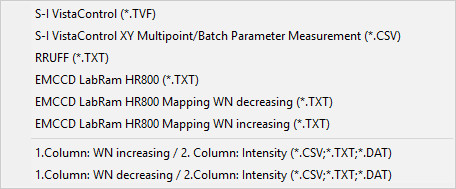 S-I VistaControl (*.TVF)
S-I VistaControl XY Multipoint/Batch Parameter Measurement (*.CSV)
RRUFF (*.TXT)
EMCCD LabRam HR800 (*.TXT)
EMCCD LabRam HR800 Mapping WN decreasing (*.TXT)
EMCCD LabRam HR800 Mapping WN increasing (*.TXT)
1.Column: WN increasing / 2. Column: Intensity (*.CSV;*.TXT;*.DAT)
1.Column: WN decreasing / 2.Column: Intensity (*.CSV;*.TXT;*.DAT)